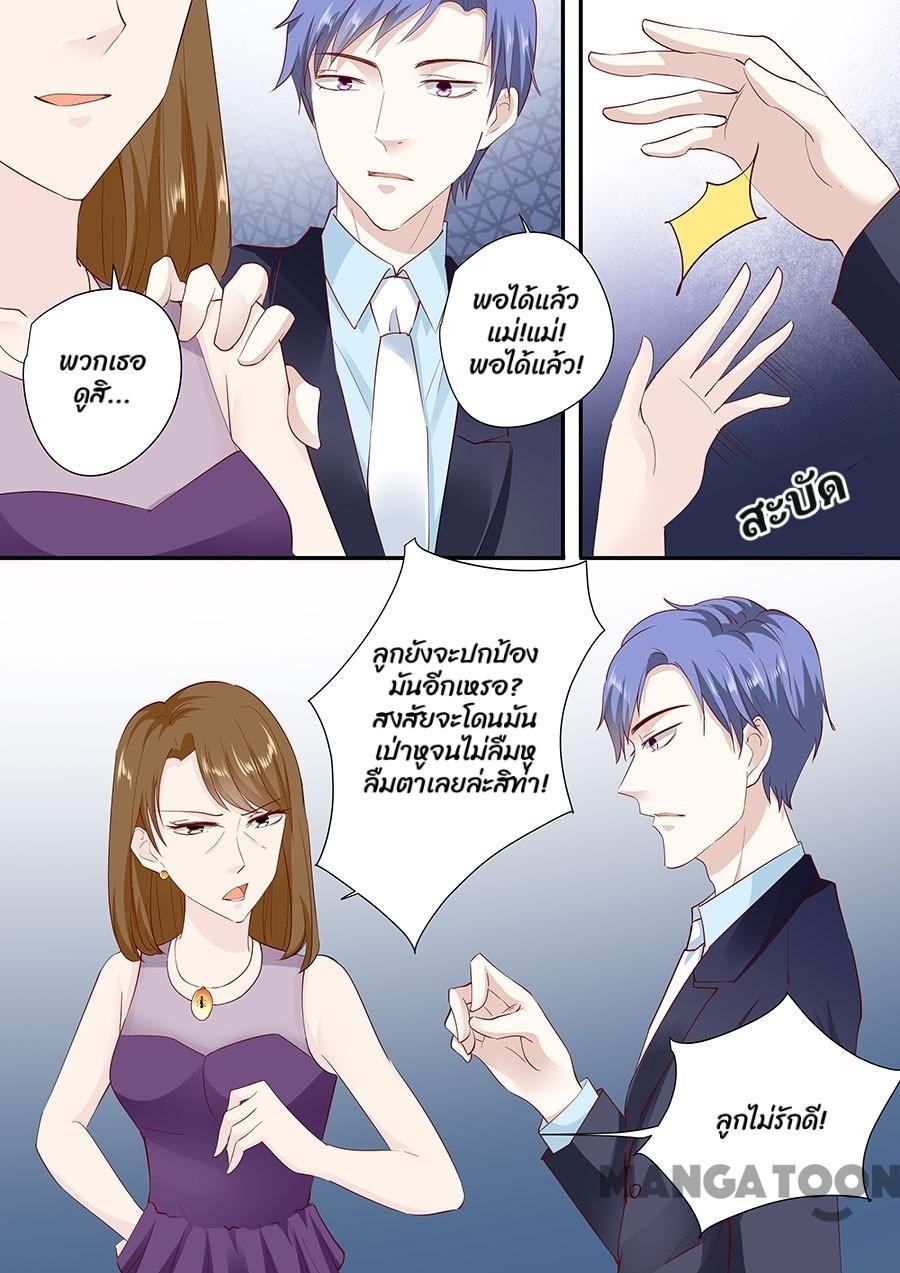 พวกเธอ
ดูสิ...
พอได้แล้ว
แม่!แม่!
พอได้แล้ว!
สะบัด
ลูกยังจะปกป้อง
มันอีกเหรอ?
สงสัยจะโดนมัน
เป่าหูจนไม่ลืมหู
ลืมตาเลยล่ะสิท่า!
ลูกไม่รักดี!
MANGATOON